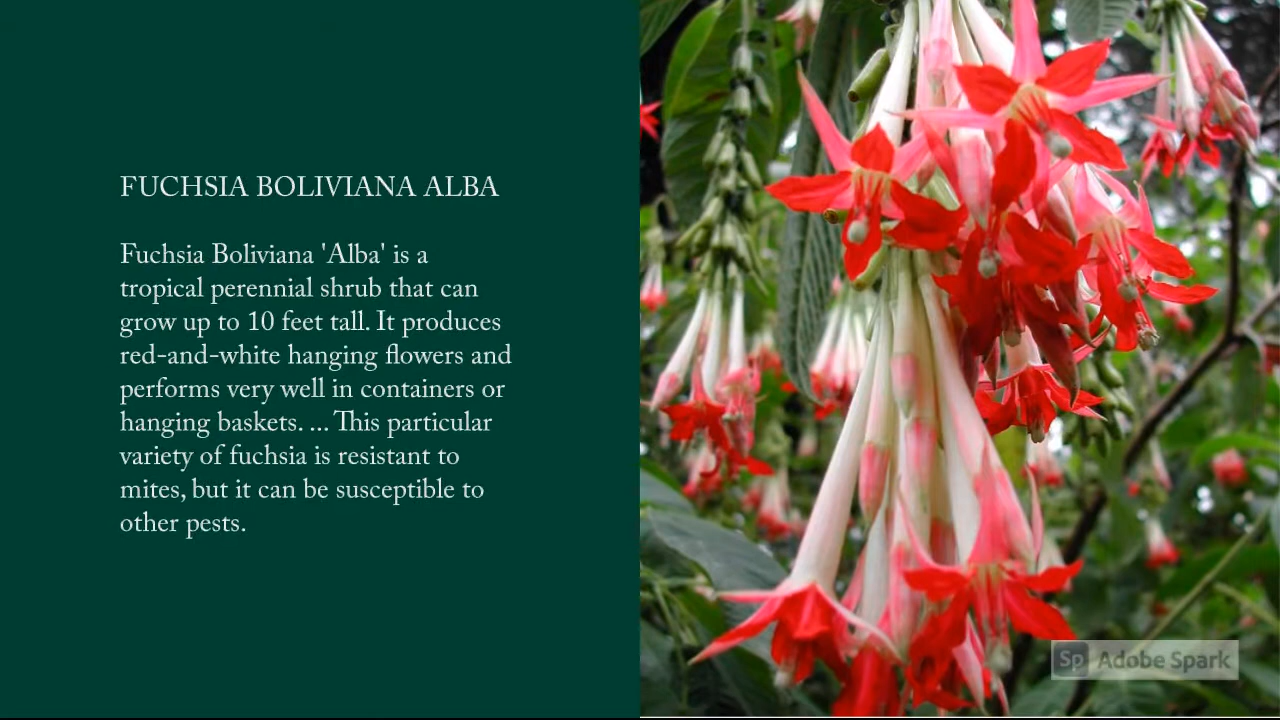 FUCHSIA BOLIVIANA ALBA
Fuchsia Boliviana 'Alba' is a
tropical perennial shrub that can
grow up to 10 feet tall. It produces
red-and-white hanging flowers and
performs very well in containers or
hanging baskets. ... This particular
variety of fuchsia is resistant to
mites, but it can be susceptible to
other pests.
Sp Adobe Spark